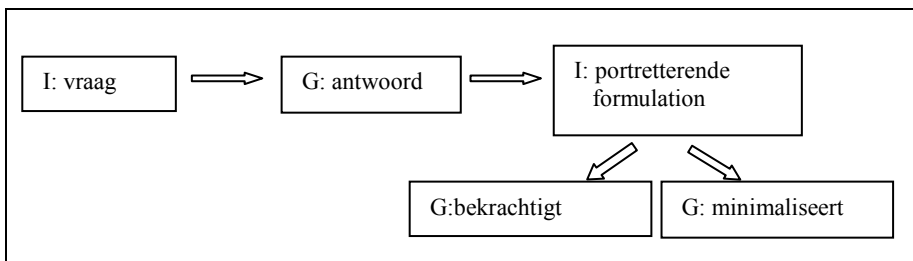 I: vraag
G: antwoord
I: portretterende
formulation
G:bekrachtigt
G: minimaliseert